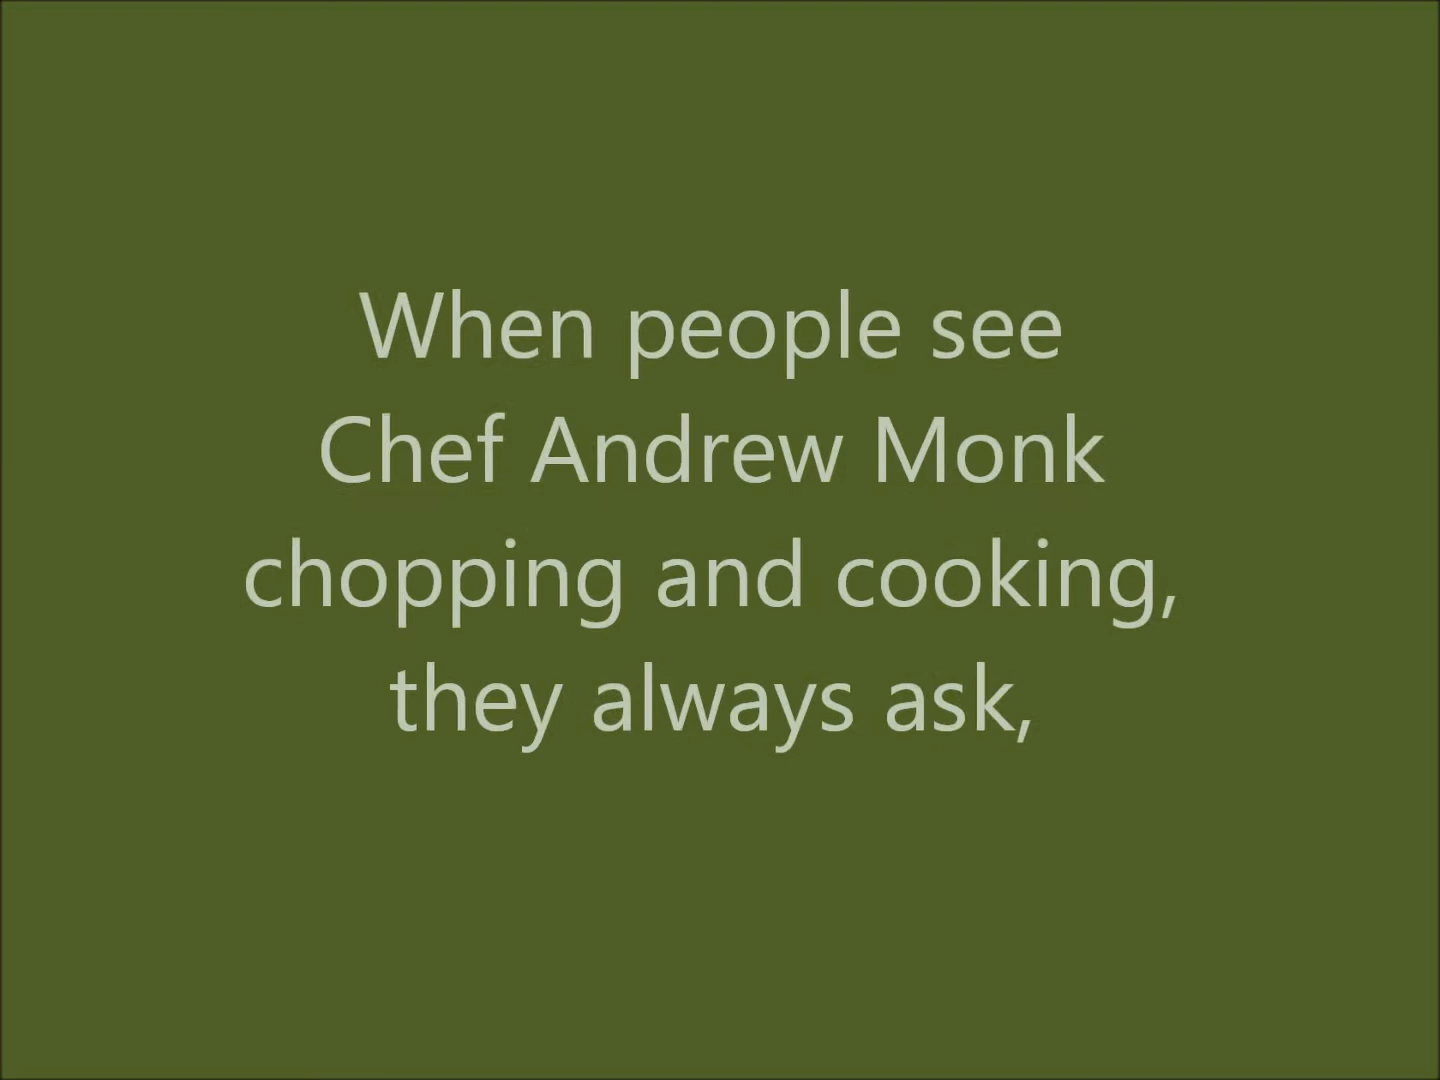 When people see
Chef Andrew Monk
chopping and cooking,
they always ask,